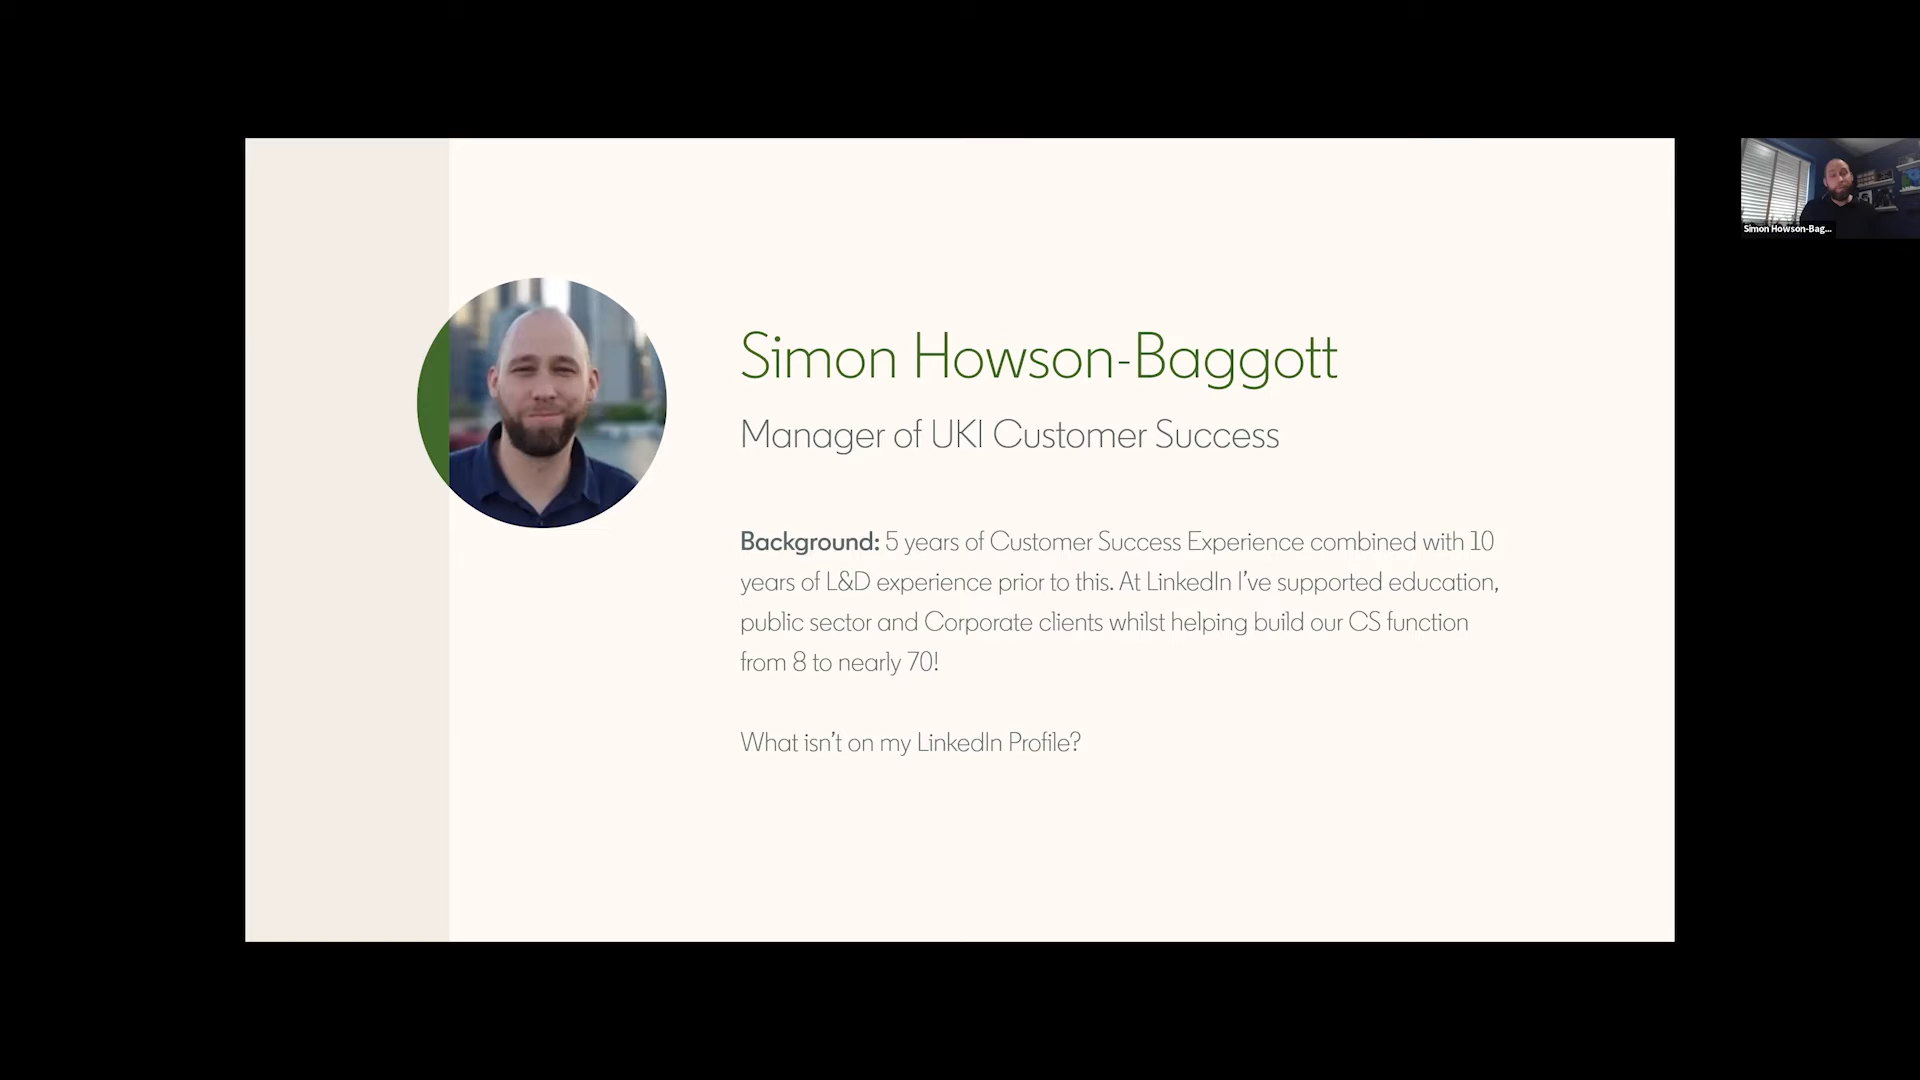 Simon Howson-Baggott
Manager of UKI Customer Success
Background: 5 years of Customer Success Experience combined with 10
years of L&D experience prior to this. At LinkedIn I’ve supported education,
public sector and Corporate clients whilst helping build our CS function
from 8 to nearly 70!
What isn’t on my LinkedIn Profile?
Simon Howson-Bag...